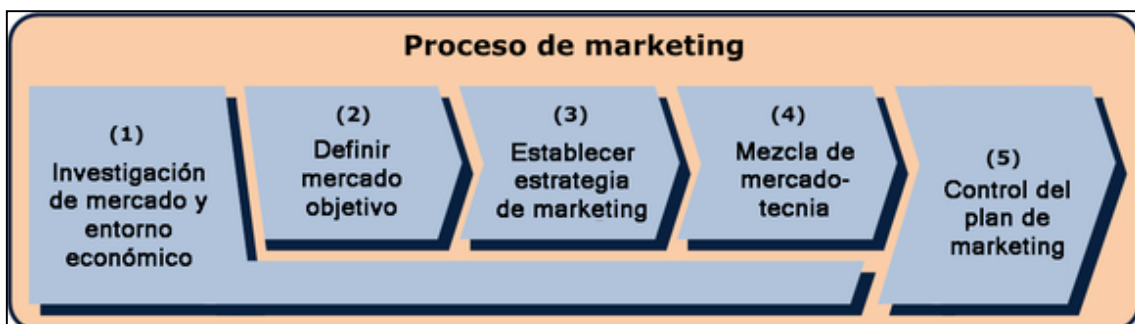 Proceso de marketing
(1)
Investigación
de mercado y
entorno
económico
(2)
Definir
mercado
objetivo
(3)
Establecer
estrategia
de marketing
(4)
Mezcla de
mercado-
tecnia
(5)
Control del
plan de
marketing